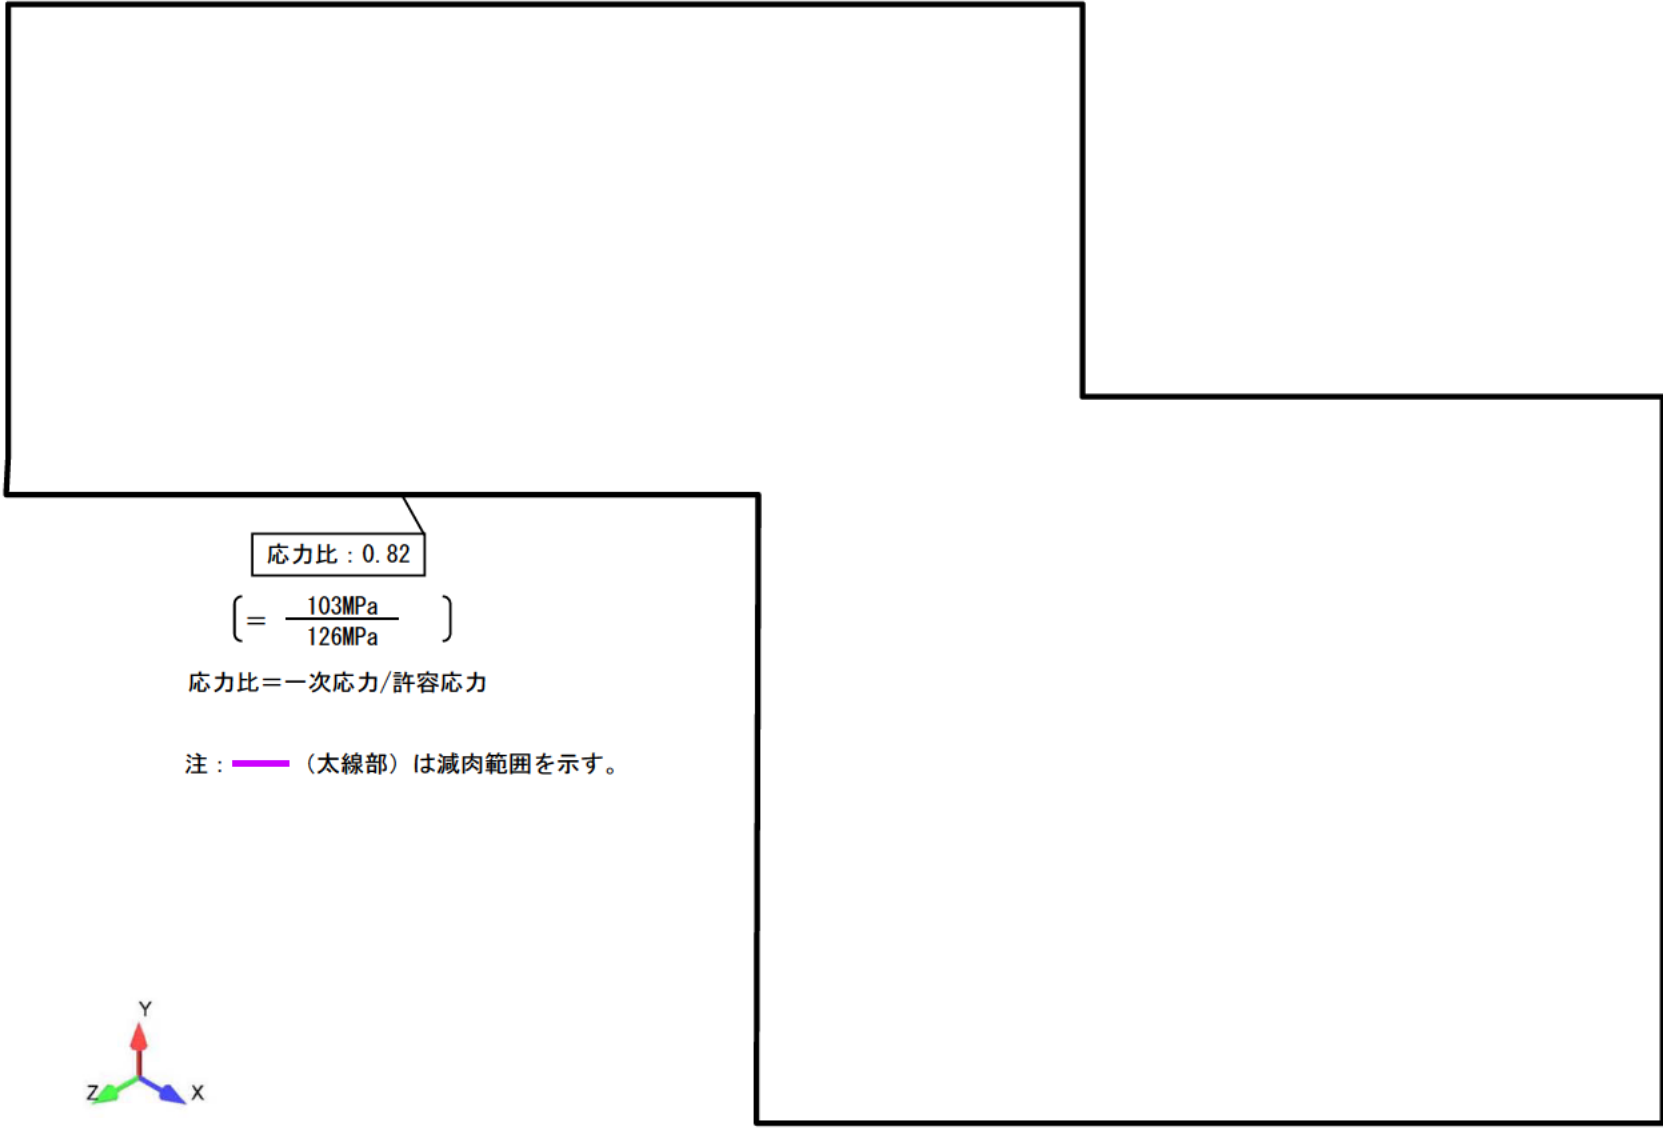 応力比：0.82
〔= 103MPa
126MPa 〕
応力比＝一次応力/許容応力
注：（太線部）は減肉範囲を示す。
Y
Z X